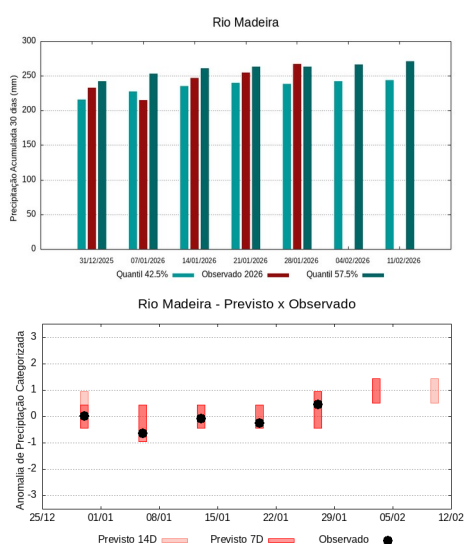 Rio Madeira
Precipitação Acumulada 30 dias (mm)
300
250
200
150
100
50
0
31/12/2025 07/01/2026 14/01/2026 21/01/2026 28/01/2026 04/02/2026 11/02/2026
Quantil 42.5% Observado 2026 Quantil 57.5%
Rio Madeira - Previsto x Observado
Anomalia de Precipitação Categorizada
3
2
1
0
-1
-2
-3
25/12 01/01 08/01 15/01 22/01 29/01 05/02 12/02
Previsto 14D Previsto 7D Observado